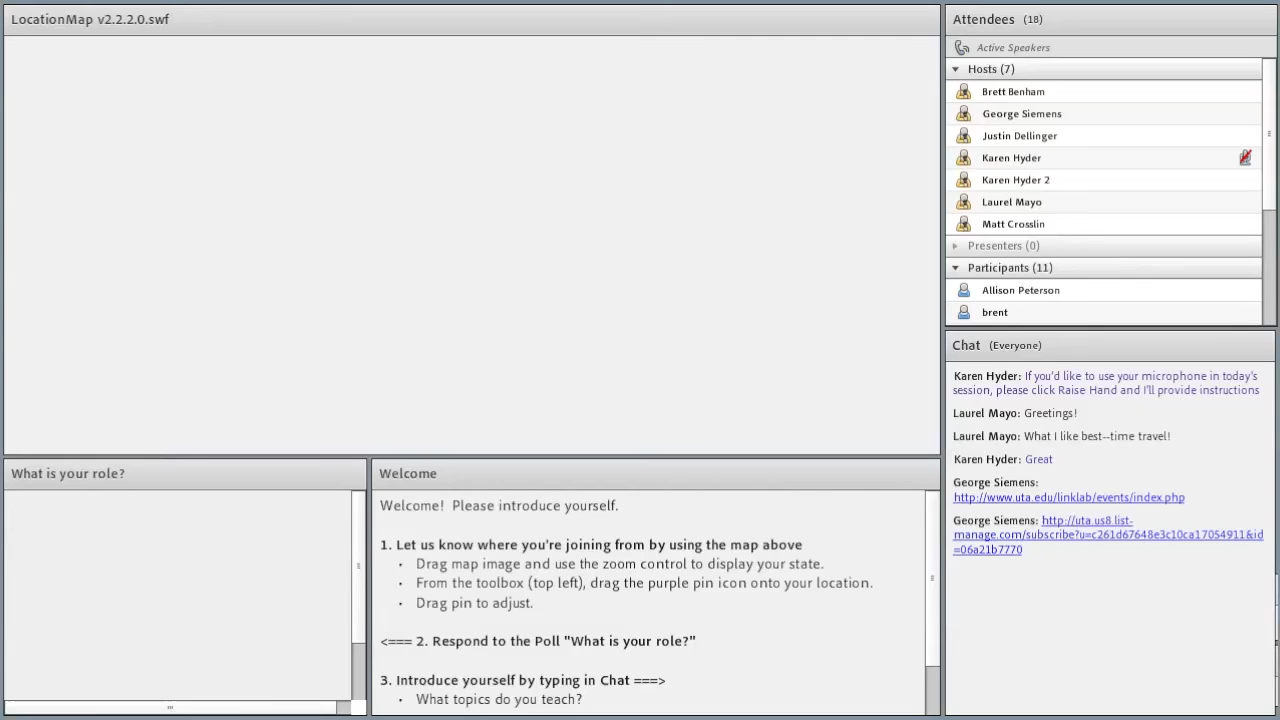 LocationMap v2.2.2.0.swf
Attendees (18)
Active Speakers
Hosts (7)
Brett Benham
George Siemens
Justin Dellinger
Karen Hyder
Karen Hyder 2
Laurel Mayo
Matt Crosslin
Presenters (0)
Participants (11)
Allison Peterson
brent
Chat (Everyone)
Karen Hyder: If you'd like to use your microphone in today's
session, please click Raise Hand and I'll provide instructions
Laurel Mayo: Greetings!
Laurel Mayo: What I like best--time travel!
Karen Hyder: Great
George Siemens:
http://www.uta.edu/linklab/events/index.php
George Siemens: http://uta.us8.list-
manage.com/subscribe?u=c261d67648e3c10ca17054911&id
=06a21b7770
What is your role?
Welcome
Welcome! Please introduce yourself.
1. Let us know where you're joining from by using the map above
• Drag map image and use the zoom control to display your state.
• From the toolbox (top left), drag the purple pin icon onto your location.
• Drag pin to adjust.
<=== 2. Respond to the Poll "What is your role?"
3. Introduce yourself by typing in Chat ===>
• What topics do you teach?